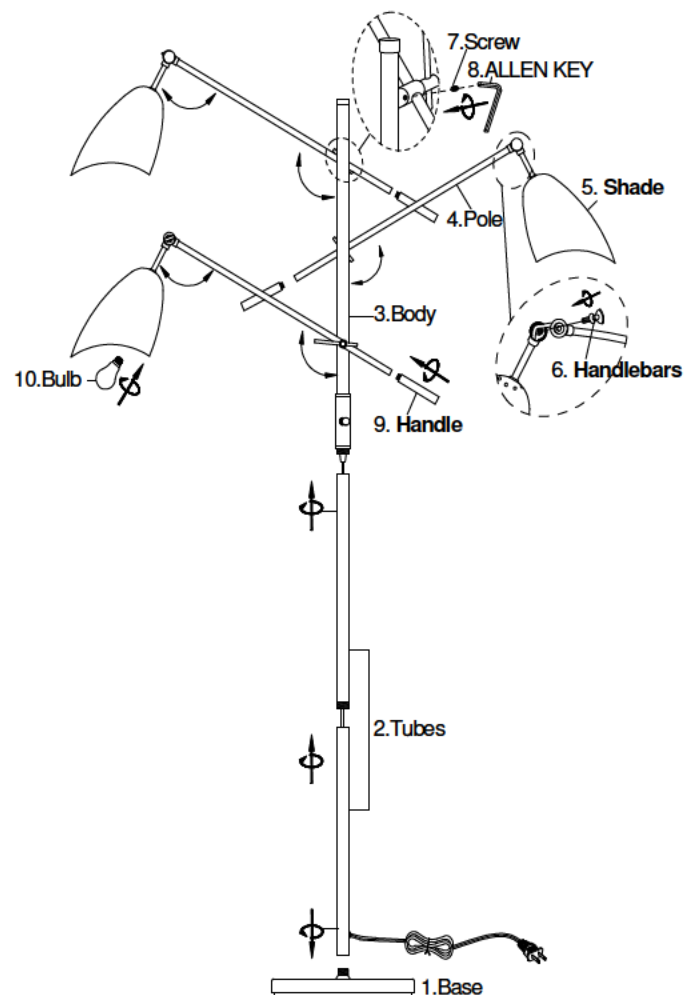 7.Screw
8.ALLEN KEY
5. Shade
4.Pole
3.Body
6. Handlebars
10.Bulb
9. Handle
2.Tubes
1.Base